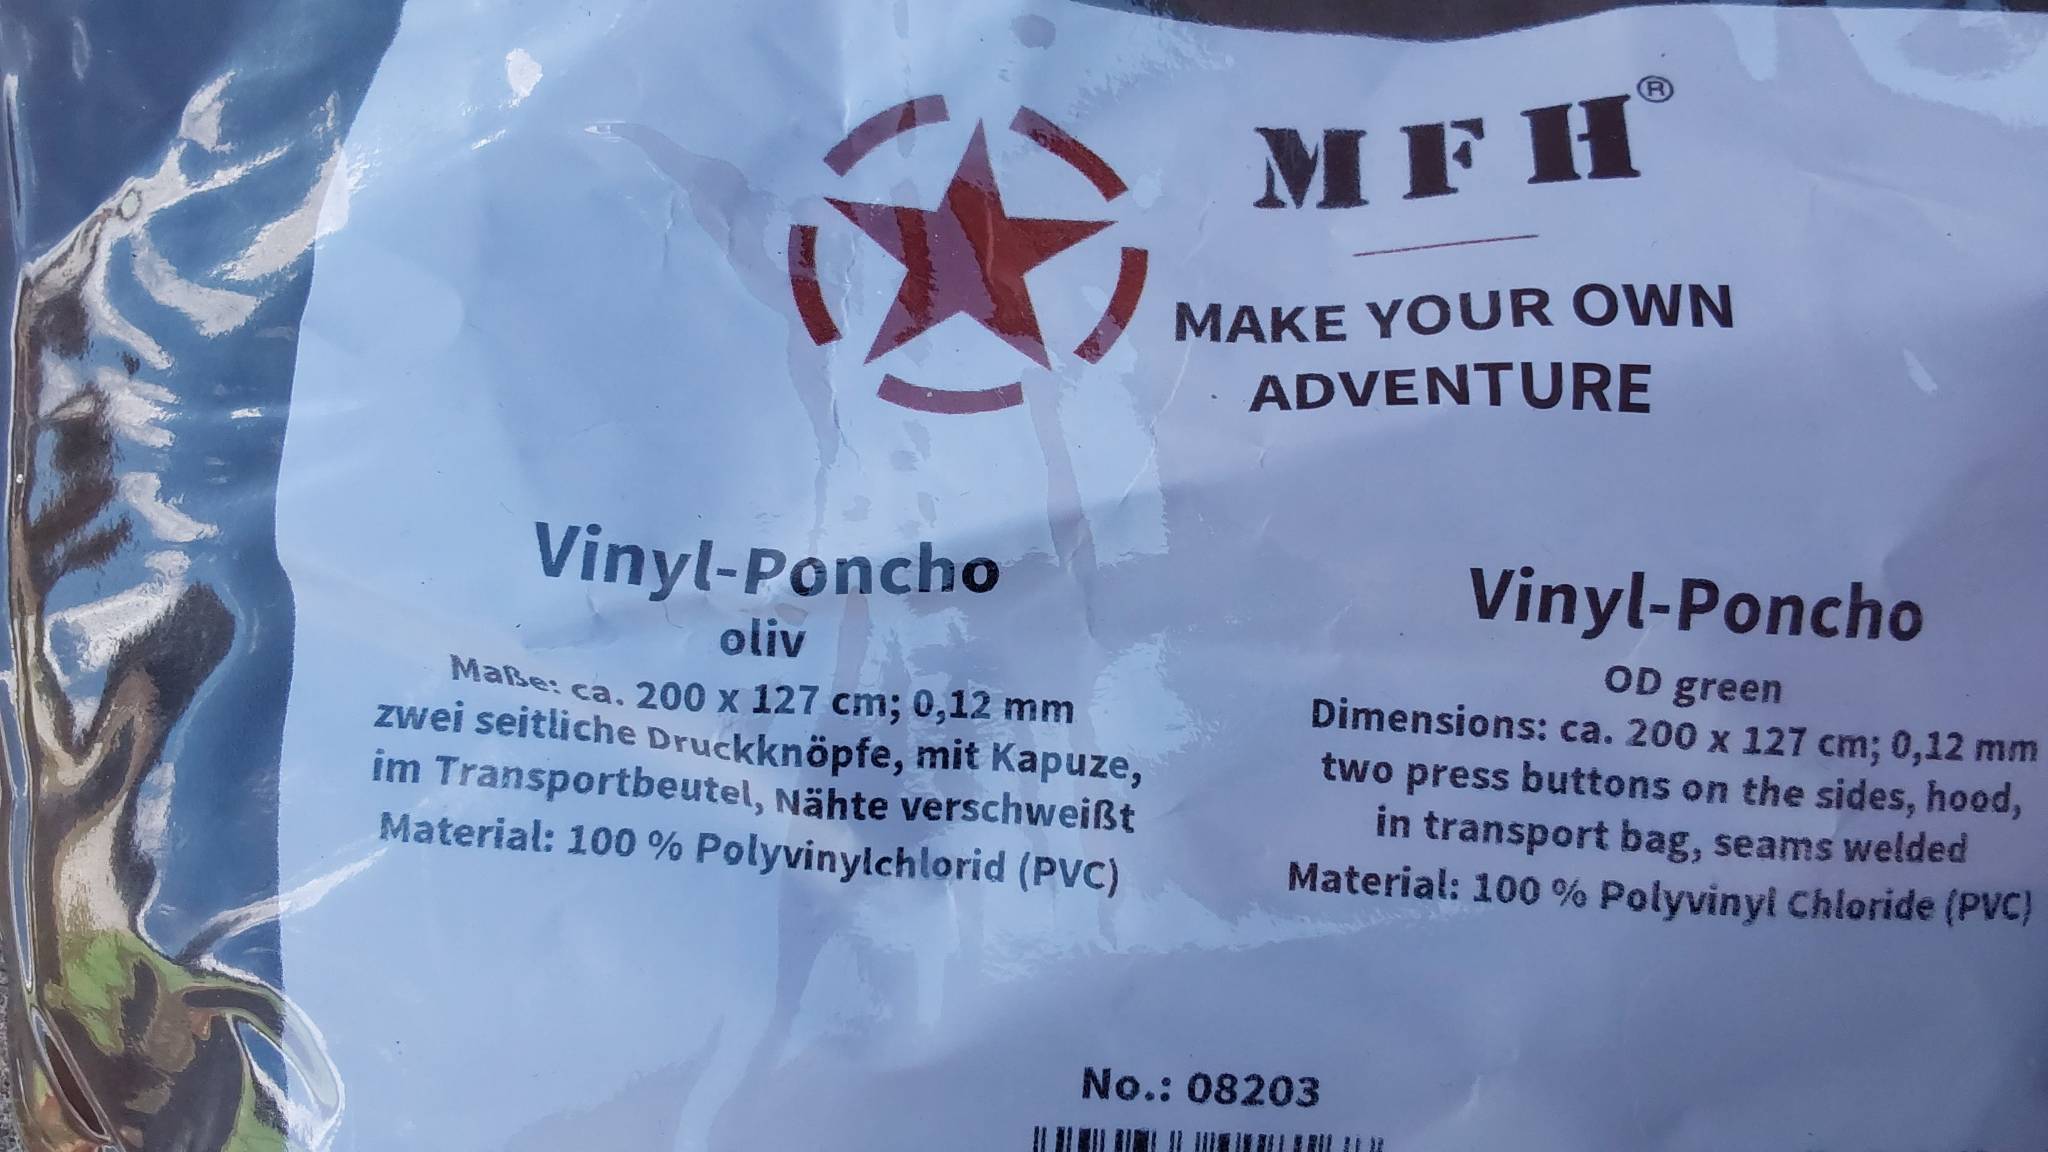 MFH®
MAKE YOUR OWN
ADVENTURE
Vinyl-Poncho
oliv
Maße: ca. 200 x 127 cm; 0,12 mm
zwei seitliche Druckknöpfe, mit Kapuze,
im Transportbeutel, Nähte verschweißt
Material: 100 % Polyvinylchlorid (PVC)
Vinyl-Poncho
OD green
Dimensions: ca. 200 x 127 cm; 0,12 mm
two press buttons on the sides, hood,
in transport bag, seams welded
Material: 100 % Polyvinyl Chloride (PVC)
No.: 08203